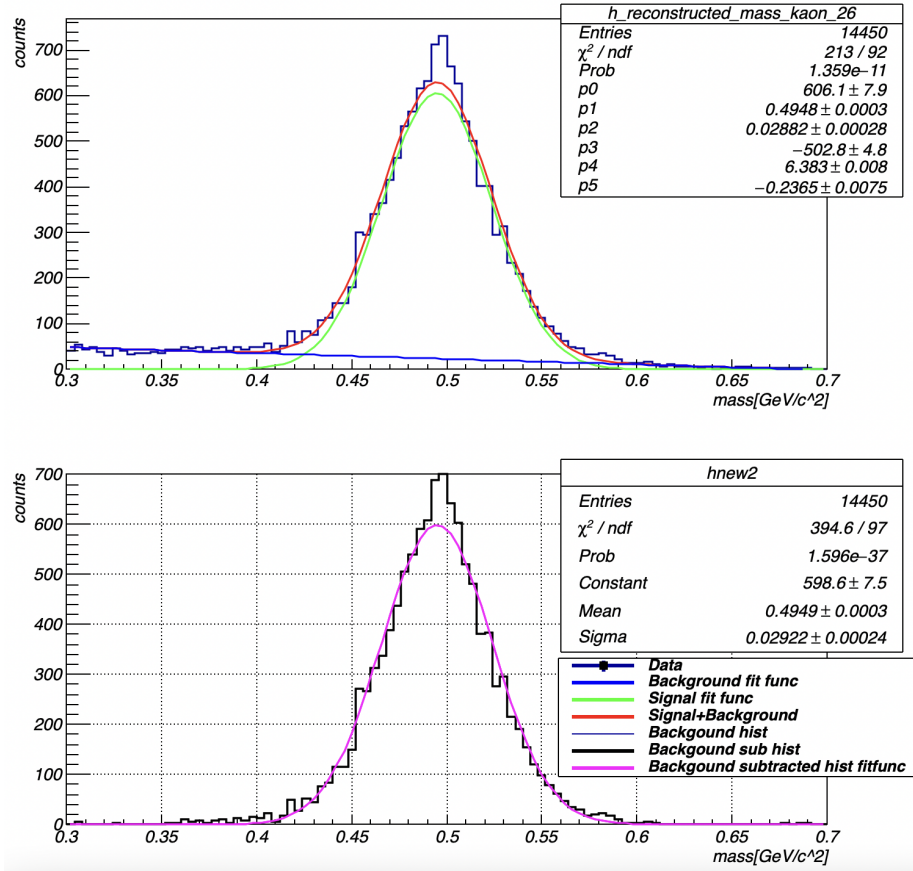 h_reconstructed_mass_kaon_26
Entries 14450
χ² / ndf 213 / 92
Prob 1.359e−11
p0 606.1 ± 7.9
p1 0.4948 ± 0.0003
p2 0.02882 ± 0.00028
p3 −502.8 ± 4.8
p4 6.383 ± 0.008
p5 −0.2365 ± 0.0075
counts
700
600
500
400
300
200
100
0
0.3 0.35 0.4 0.45 0.5 0.55 0.6 0.65 0.7
mass[GeV/c^2]
hnew2
Entries 14450
χ² / ndf 394.6 / 97
Prob 1.596e−37
Constant 598.6 ± 7.5
Mean 0.4949 ± 0.0003
Sigma 0.02922 ± 0.00024
Data
Background fit func
Signal fit func
Signal+Background
Backgound hist
Backgound sub hist
Backgound subtracted hist fitfunc
counts
700
600
500
400
300
200
100
0
0.3 0.35 0.4 0.45 0.5 0.55 0.6 0.65 0.7
mass[GeV/c^2]